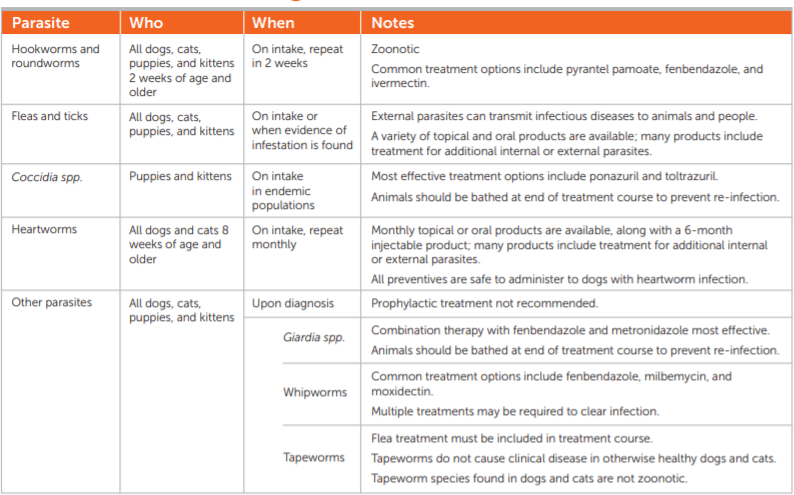 Parasite Who When Notes
Hookworms and roundworms
All dogs, cats,
puppies, and kittens
2 weeks of age and
older
On intake, repeat
in 2 weeks
Zoonotic
Common treatment options include pyrantel pamoate, fenbendazole, and
ivermectin.
Fleas and ticks
All dogs, cats,
puppies, and kittens
On intake or
when evidence of
infestation is found
External parasites can transmit infectious diseases to animals and people.
A variety of topical and oral products are available; many products include
treatment for additional internal or external parasites.
Coccidia spp.
Puppies and kittens
On intake
in endemic
populations
Most effective treatment options include ponazuril and toltrazuril.
Animals should be bathed at end of treatment course to prevent re-infection.
Heartworms
All dogs and cats 8
weeks of age and
older
On intake, repeat
monthly
Monthly topical or oral products are available, along with a 6-month
injectable product; many products include treatment for additional internal
or external parasites.
All preventives are safe to administer to dogs with heartworm infection.
Other parasites
All dogs, cats,
puppies, and kittens
Upon diagnosis
Prophylactic treatment not recommended.
Giardia spp.
Combination therapy with fenbendazole and metronidazole most effective.
Animals should be bathed at end of treatment course to prevent re-infection.
Whipworms
Common treatment options include fenbendazole, milbemycin, and
moxidectin.
Multiple treatments may be required to clear infection.
Tapeworms
Flea treatment must be included in treatment course.
Tapeworms do not cause clinical disease in otherwise healthy dogs and cats.
Tapeworm species found in dogs and cats are not zoonotic.